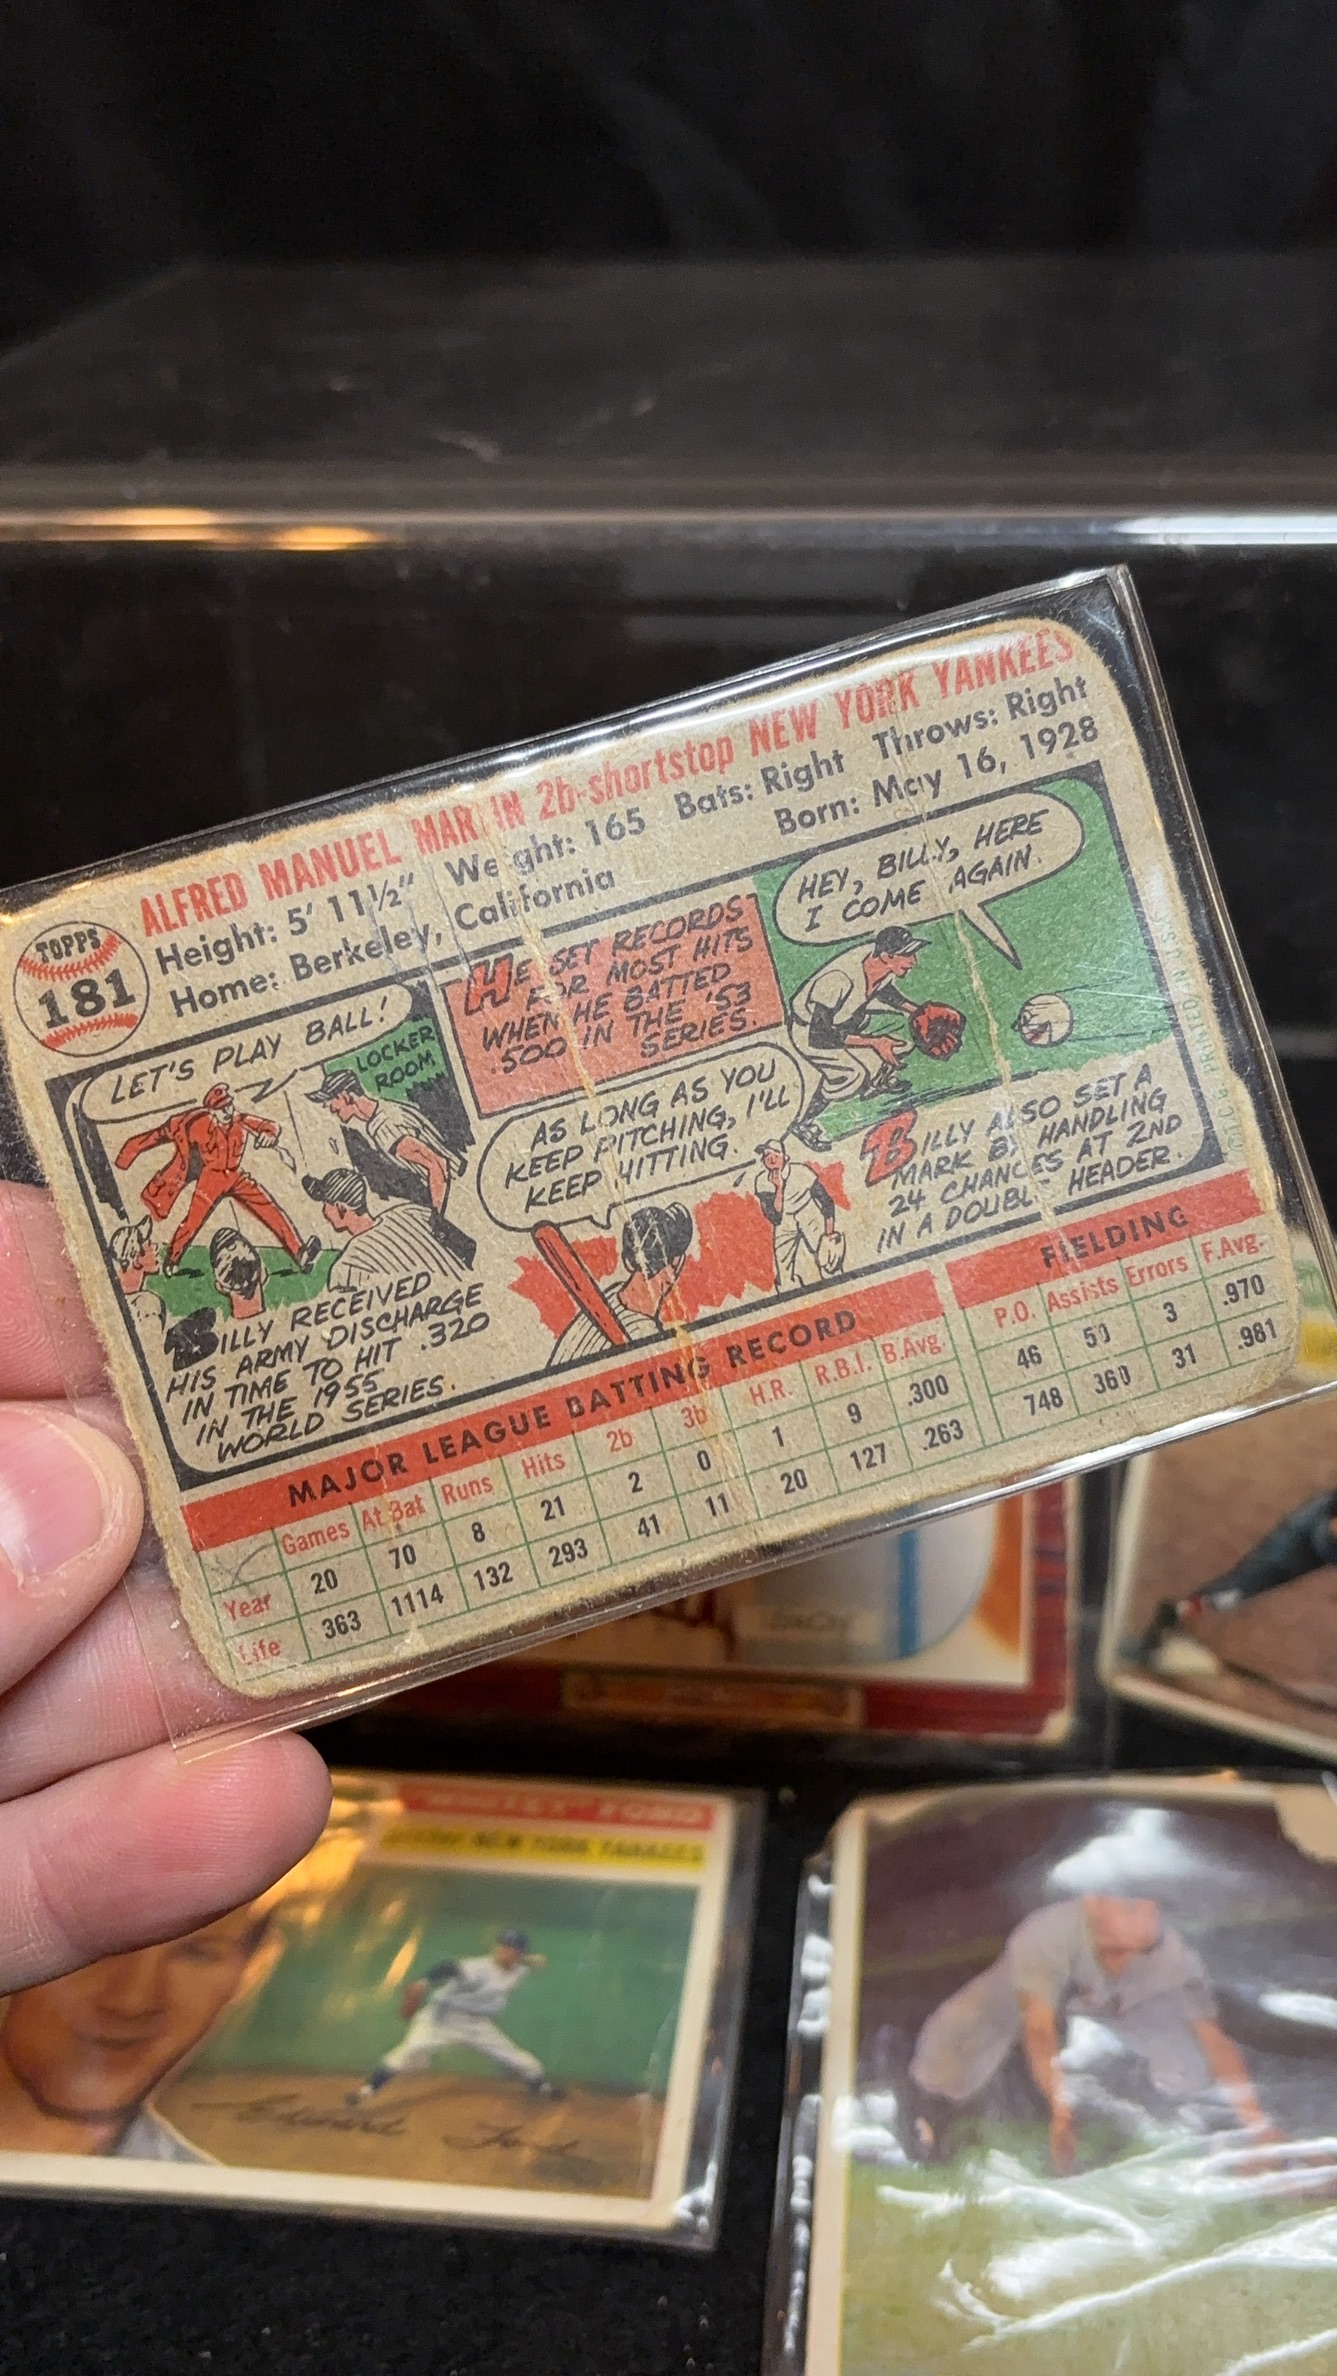 ALFRED MANUEL MARTIN 2b-shortstop NEW YORK YANKEES
Height: 5' 11½" Weight: 165 Bats: Right Throws: Right
Home: Berkeley, California Born: May 16, 1928
TOPPS
181
LET'S PLAY BALL!
LOCKER
ROOM
BILLY RECEIVED
HIS ARMY DISCHARGE
IN TIME TO HIT .320
IN THE 1955
WORLD SERIES.
HE SET RECORDS
FOR MOST HITS
WHEN HE BATTED
.500 IN THE '53
SERIES.
AS LONG AS YOU
KEEP PITCHING, I'LL
KEEP HITTING.
HEY, BILLY, HERE
I COME AGAIN.
BILLY ALSO SET A
MARK BY HANDLING
24 CHANCES AT 2ND
IN A DOUBLE HEADER.
PRINTED IN U.S.A.
MAJOR LEAGUE BATTING RECORD FIELDING
Games At Bat Runs Hits 2b 3b H.R. R.B.I. B.Avg. P.O. Assists Errors F.Avg.
Year 20 70 8 21 2 0 1 9 .300 46 50 3 .970
Life 363 1114 132 293 41 11 20 127 .263 748 360 31 .981
FORD
NEW YORK YANKEES
Edward Ford